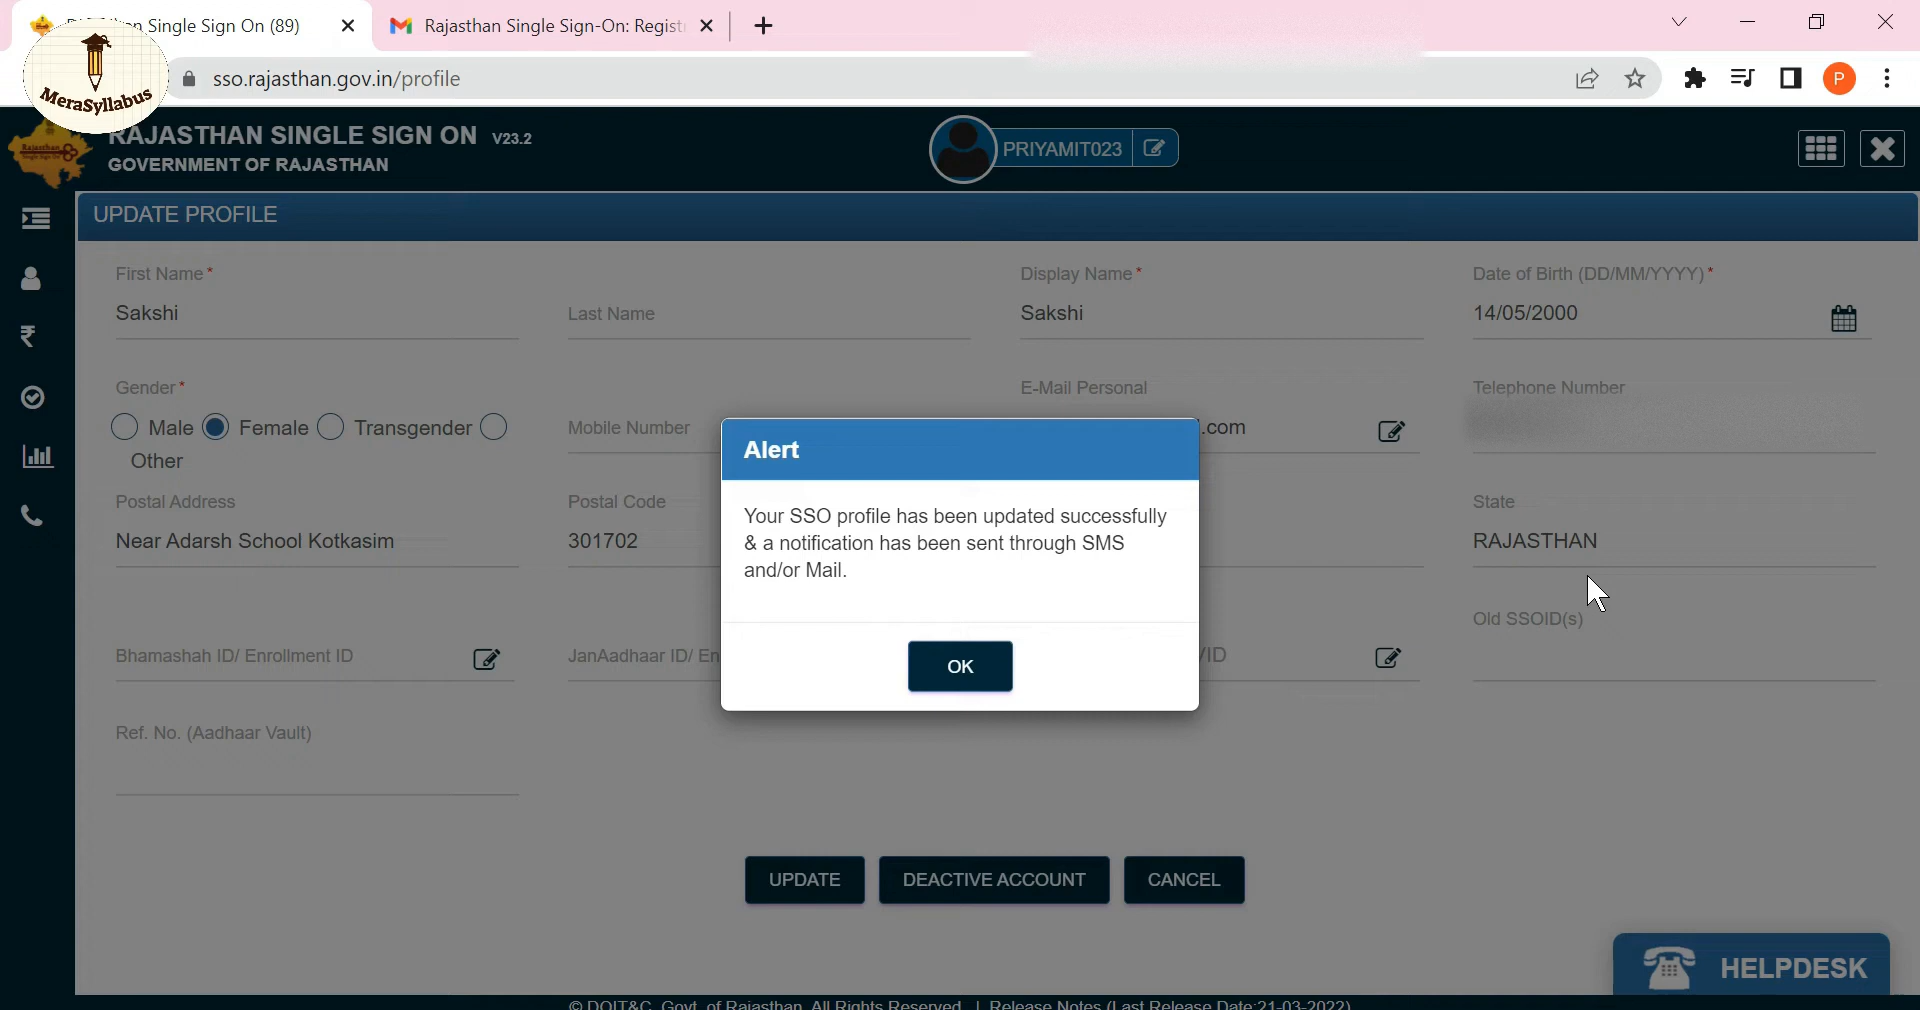 Single Sign On (89)
Rajasthan Single Sign-On: Regist
MeraSyllabus
sso.rajasthan.gov.in/profile
P
RAJASTHAN SINGLE SIGN ON V23.2
GOVERNMENT OF RAJASTHAN
PRIYAMIT023
UPDATE PROFILE
First Name*
Display Name*
Date of Birth (DD/MM/YYYY)*
Sakshi
Last Name
Sakshi
14/05/2000
Gender*
E-Mail Personal
Telephone Number
Male Female Transgender
Other
Mobile Number
.com
Alert
Your SSO profile has been updated successfully
& a notification has been sent through SMS
and/or Mail.
OK
Postal Address
Postal Code
State
Near Adarsh School Kotkasim
301702
RAJASTHAN
Old SSOID(s)
Bhamashah ID/ Enrollment ID
JanAadhaar ID/ En
VID
Ref. No. (Aadhaar Vault)
UPDATE
DEACTIVE ACCOUNT
CANCEL
HELPDESK
© DOIT&C, Govt. of Rajasthan. All Rights Reserved. | Release Notes (Last Release Date:21-03-2022)